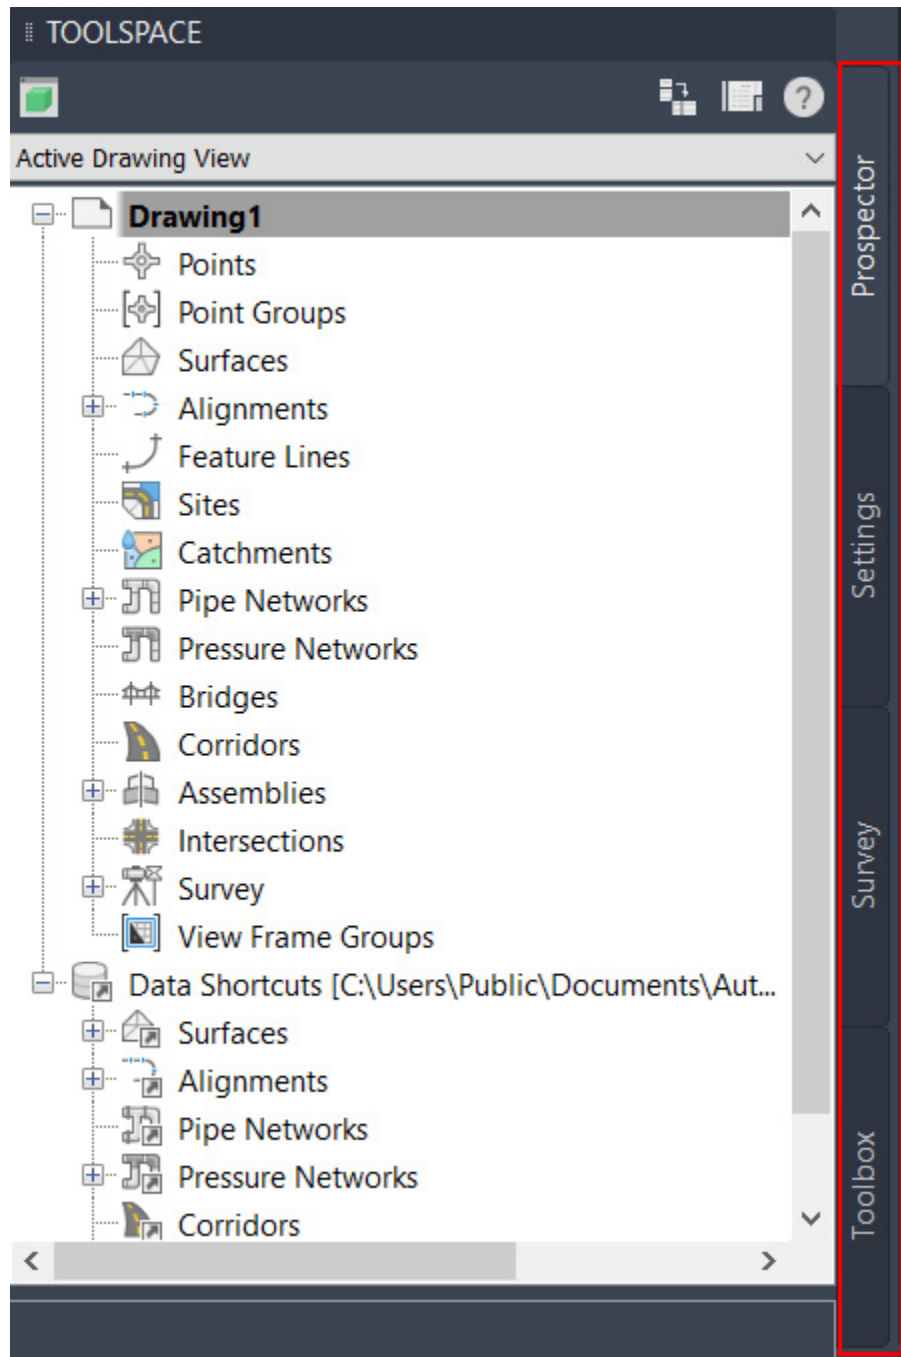 TOOLSPACE
?
Active Drawing View
Drawing1
Points
Point Groups
Surfaces
Alignments
Feature Lines
Sites
Catchments
Pipe Networks
Pressure Networks
Bridges
Corridors
Assemblies
Intersections
Survey
View Frame Groups
Data Shortcuts [C:\Users\Public\Documents\Aut...
Surfaces
Alignments
Pipe Networks
Pressure Networks
Corridors
Prospector
Settings
Survey
Toolbox